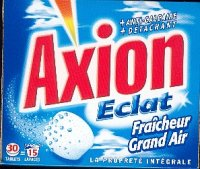 + ANTI-CALCAIRE
+ DÉTACHANT
Axion
Eclat
Fraîcheur
Grand Air
30 = 15
TABLETS LAVAGES
LA PROPRETÉ INTÉGRALE